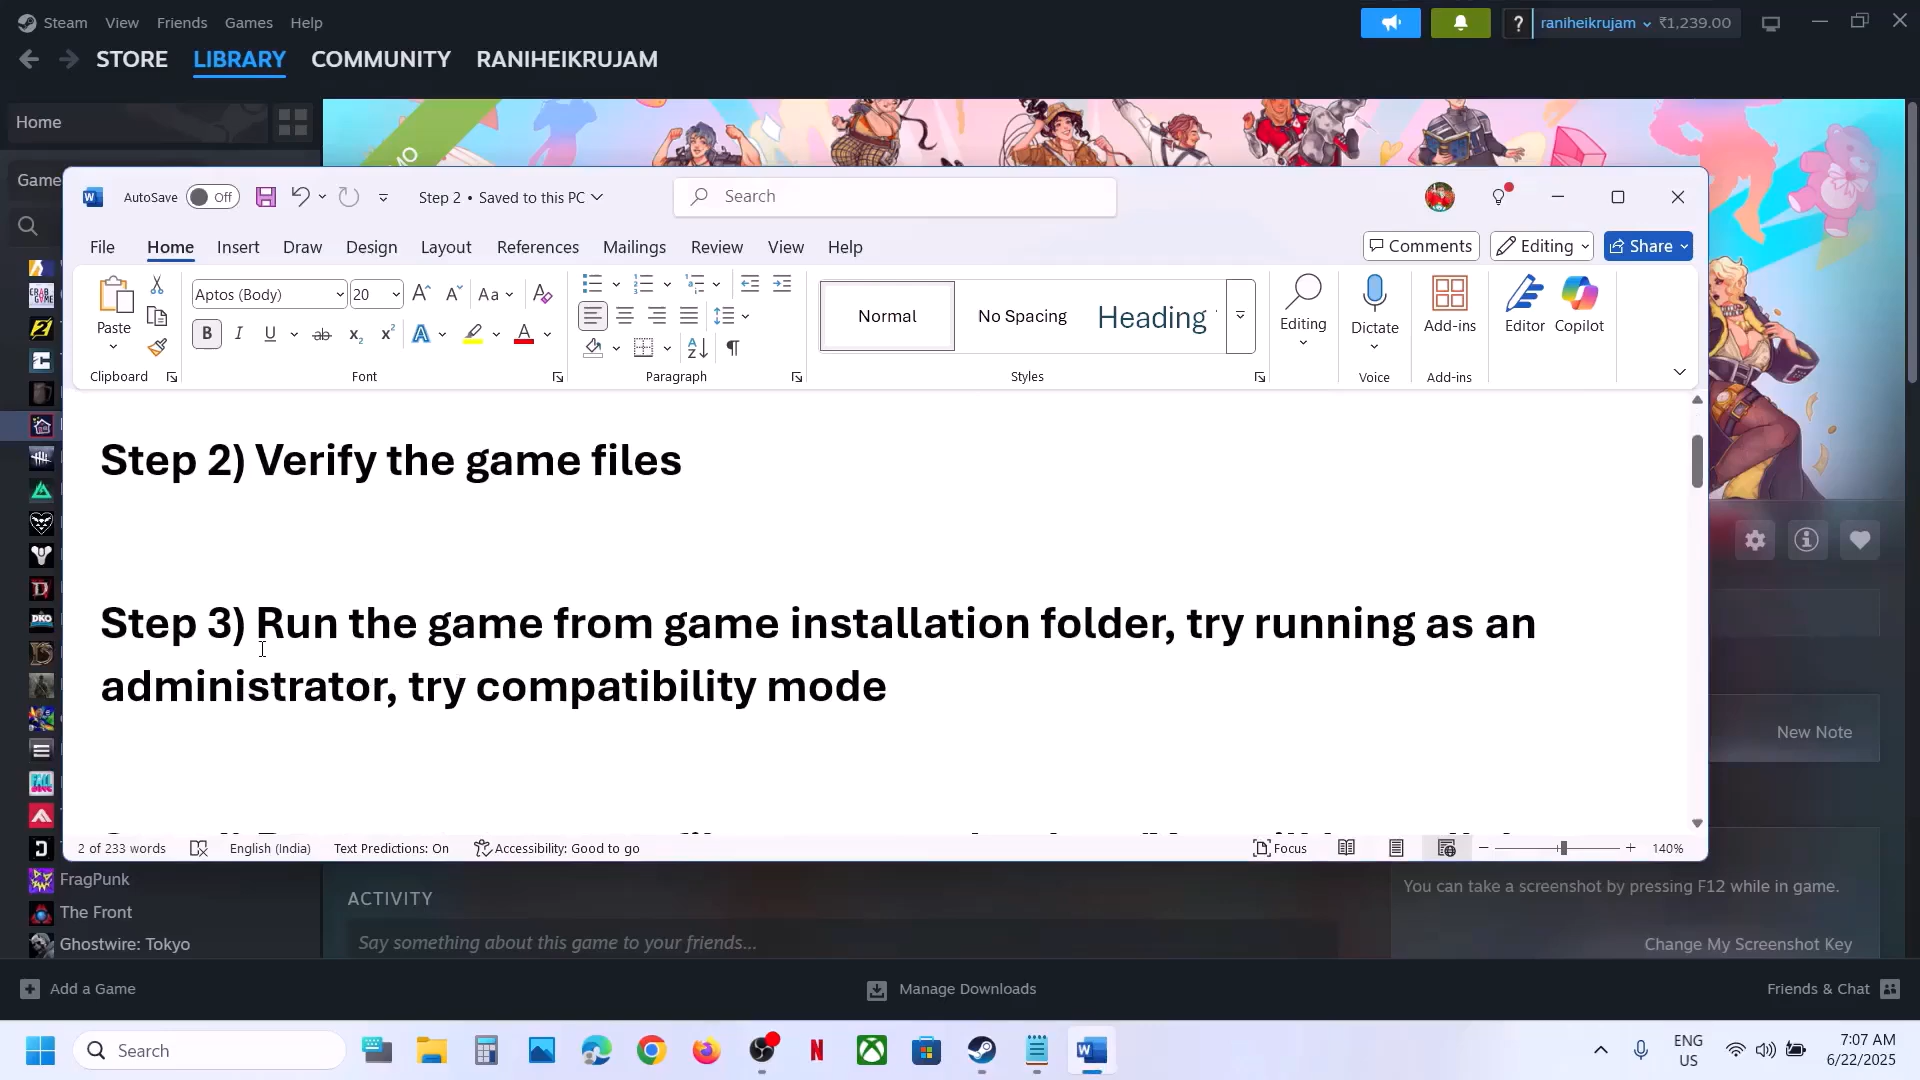 Steam View Friends Games Help
? raniheikrujam ₹1,239.00
STORE LIBRARY COMMUNITY RANIHEIKRUJAM
Home
MO
Game
AutoSave Off
Step 2 • Saved to this PC
Search
File Home Insert Draw Design Layout References Mailings Review View Help
Comments Editing Share
Paste
Aptos (Body) 20
Normal No Spacing Heading
Editing Dictate Add-ins Editor Copilot
Clipboard Font Paragraph Styles Voice Add-ins
Step 2) Verify the game files
Step 3) Run the game from game installation folder, try running as an
administrator, try compatibility mode
New Note
2 of 233 words English (India) Text Predictions: On Accessibility: Good to go Focus 140%
FragPunk
The Front
Ghostwire: Tokyo
ACTIVITY
Say something about this game to your friends...
You can take a screenshot by pressing F12 while in game.
Change My Screenshot Key
Add a Game
Manage Downloads
Friends & Chat
Search
ENG
US
7:07 AM
6/22/2025